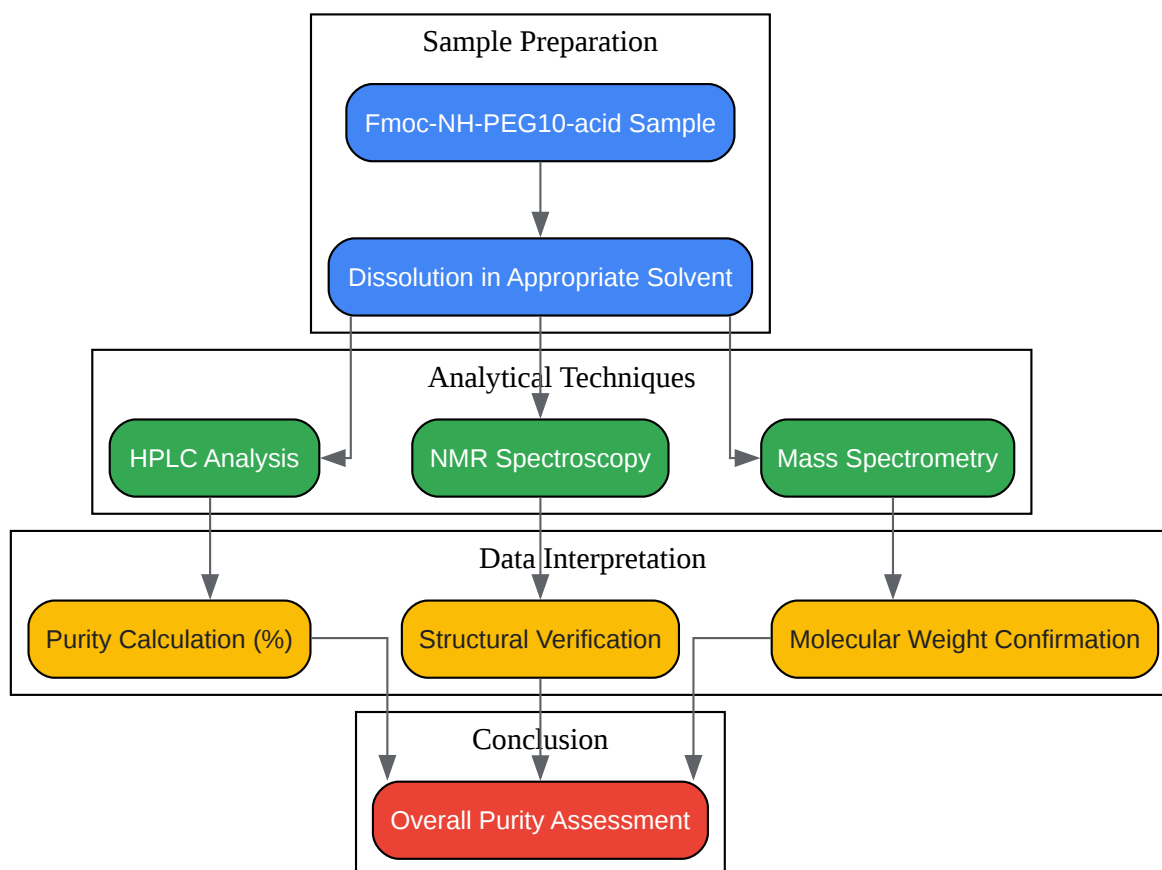 Sample Preparation
Fmoc-NH-PEG10-acid Sample
Dissolution in Appropriate Solvent
Analytical Techniques
HPLC Analysis
NMR Spectroscopy
Mass Spectrometry
Data Interpretation
Purity Calculation (%)
Structural Verification
Molecular Weight Confirmation
Conclusion
Overall Purity Assessment